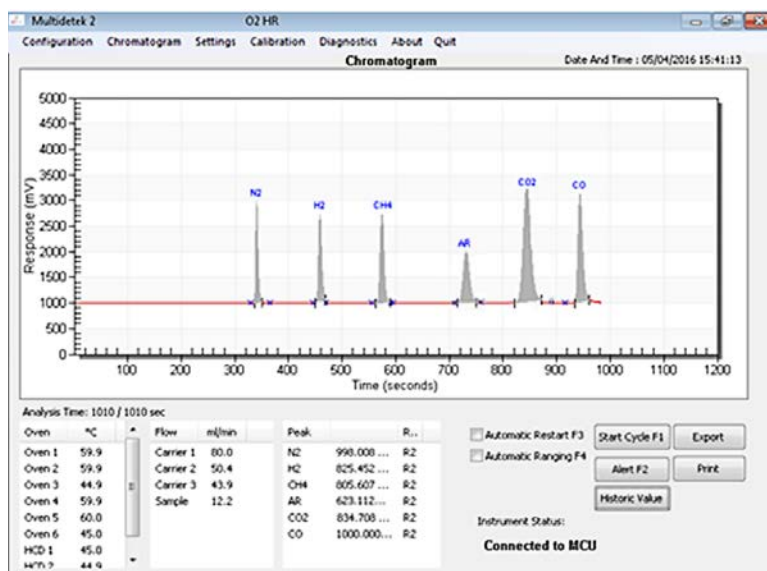 Multidetek 2 O2 HR
Configuration Chromatogram Settings Calibration Diagnostics About Quit
Chromatogram Date And Time : 05/04/2016 15:41:13
5000
4500
4000
3500
3000
2500
2000
1500
1000
500
0
Response (mV)
N2 H2 CH4 AR CO2 CO
100 200 300 400 500 600 700 800 900 1000 1100 1200
Time (seconds)
Analysis Time: 1010 / 1010 sec
Oven °C Flow ml/min Peak R...
Oven 1 59.9 Carrier 1 80.0 N2 998.008 ... R2
Oven 2 59.9 Carrier 2 50.4 H2 825.452 ... R2
Oven 3 44.9 Carrier 3 43.9 CH4 805.607 ... R2
Oven 4 59.9 Sample 12.2 AR 623.112... R2
Oven 5 60.0 CO2 834.708 ... R2
Oven 6 45.0 CO 1000.000... R2
HCD 1 45.0
HCD 2 44.9
Automatic Restart F3 Start Cycle F1 Export
Automatic Ranging F4 Alert F2 Print
Historic Value
Instrument Status:
Connected to MCU